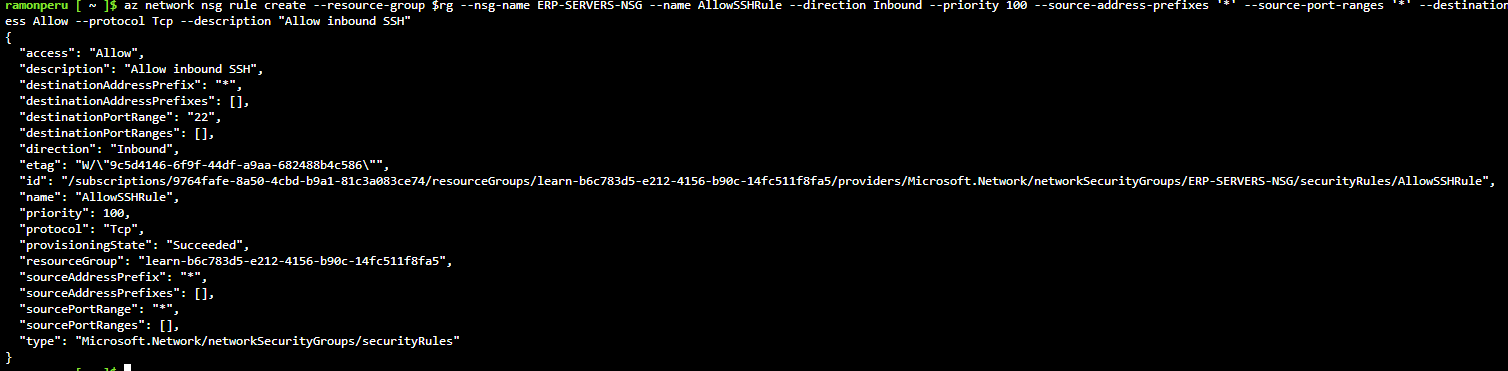 ramonperu [ ~ ]$ az network nsg rule create --resource-group $rg --nsg-name ERP-SERVERS-NSG --name AllowSSHRule --direction Inbound --priority 100 --source-address-prefixes '*' --source-port-ranges '*' --destination
ess Allow --protocol Tcp --description "Allow inbound SSH"
{
  "access": "Allow",
  "description": "Allow inbound SSH",
  "destinationAddressPrefix": "*",
  "destinationAddressPrefixes": [],
  "destinationPortRange": "22",
  "destinationPortRanges": [],
  "direction": "Inbound",
  "etag": "W/\"9c5d4146-6f9f-44df-a9aa-682488b4c586\"",
  "id": "/subscriptions/9764fafe-8a50-4cbd-b9a1-81c3a083ce74/resourceGroups/learn-b6c783d5-e212-4156-b90c-14fc511f8fa5/providers/Microsoft.Network/networkSecurityGroups/ERP-SERVERS-NSG/securityRules/AllowSSHRule",
  "name": "AllowSSHRule",
  "priority": 100,
  "protocol": "Tcp",
  "provisioningState": "Succeeded",
  "resourceGroup": "learn-b6c783d5-e212-4156-b90c-14fc511f8fa5",
  "sourceAddressPrefix": "*",
  "sourceAddressPrefixes": [],
  "sourcePortRange": "*",
  "sourcePortRanges": [],
  "type": "Microsoft.Network/networkSecurityGroups/securityRules"
}